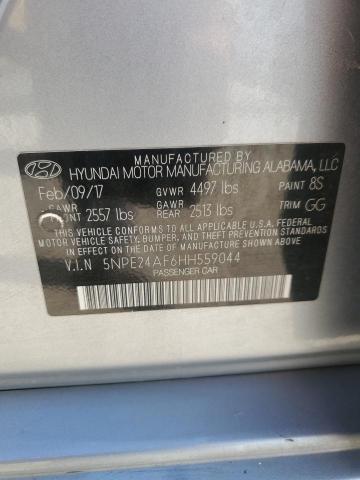 MANUFACTURED BY
HYUNDAI MOTOR MANUFACTURING ALABAMA, LLC
Feb/09/17 GVWR 4497 lbs PAINT 8S
GAWR GAWR
2557 lbs REAR 2513 lbs TRIM GG
THIS VEHICLE CONFORMS TO ALL APPLICABLE U.S.A FEDERAL
MOTOR VEHICLE SAFETY, BUMPER, AND THEFT PREVENTION STANDARDS
IN EFFECT ON THE DATE OF MANUFACTURE SHOWN ABOVE.
V.I.N 5NPE24AF6HH559044
PASSENGER CAR